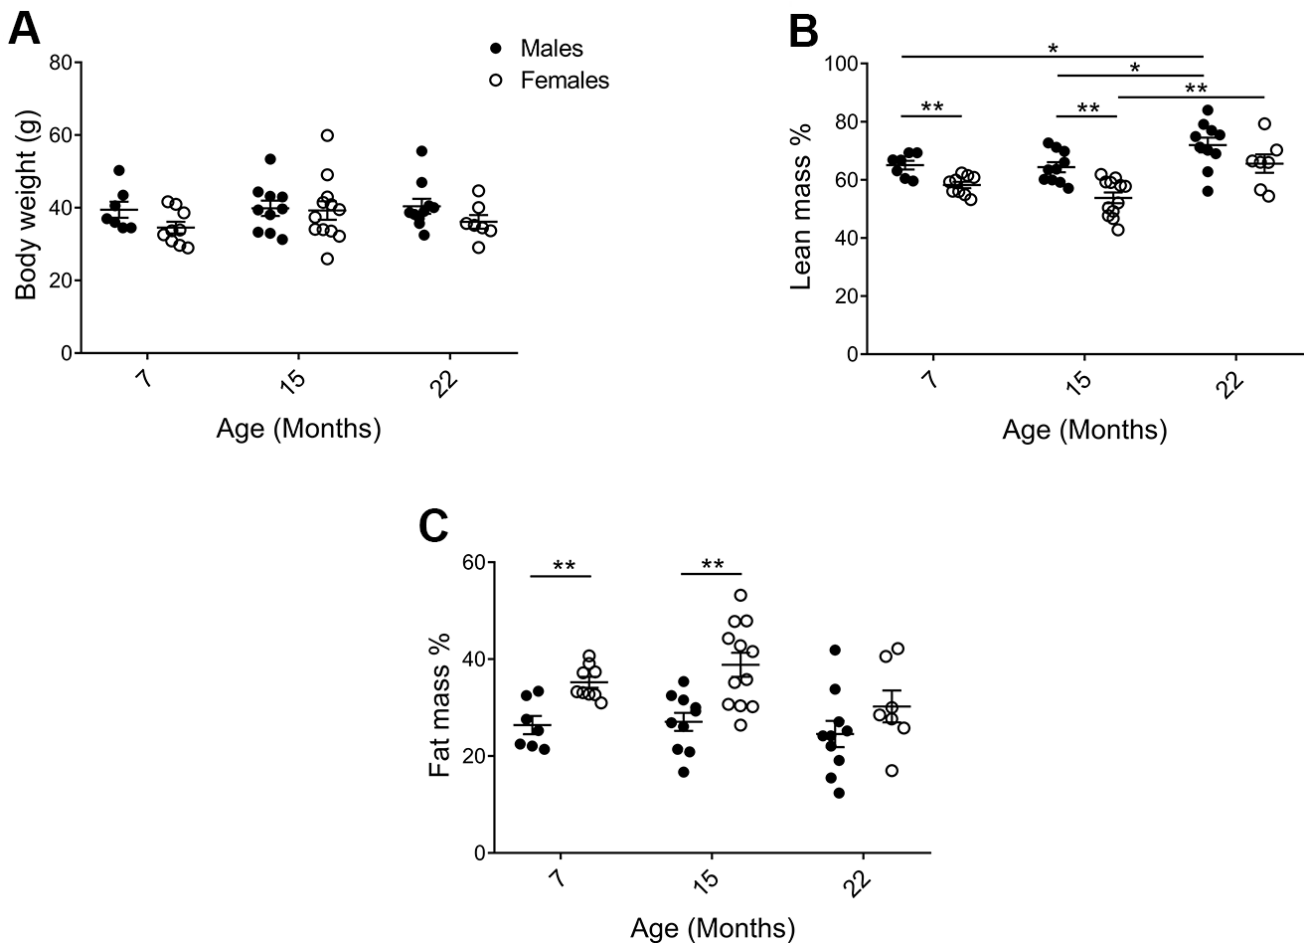 A
Males
Females
80
60
40
20
0
Body weight (g)
7
15
22
Age (Months)
B
*
*
**
**
**
100
80
60
40
20
0
Lean mass %
7
15
22
Age (Months)
C
**
**
60
40
20
0
Fat mass %
7
15
22
Age (Months)